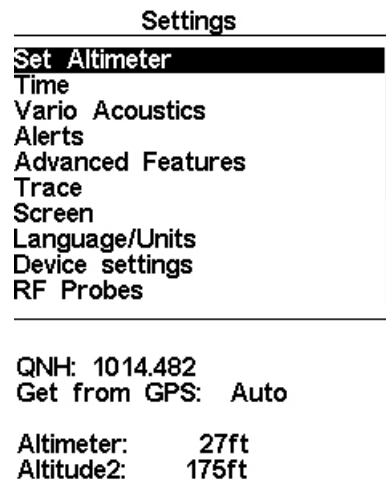 Settings
Set Altimeter
Time
Vario Acoustics
Alerts
Advanced Features
Trace
Screen
Language/Units
Device settings
RF Probes
QNH: 1014.482
Get from GPS: Auto
Altimeter: 27ft
Altitude2: 175ft